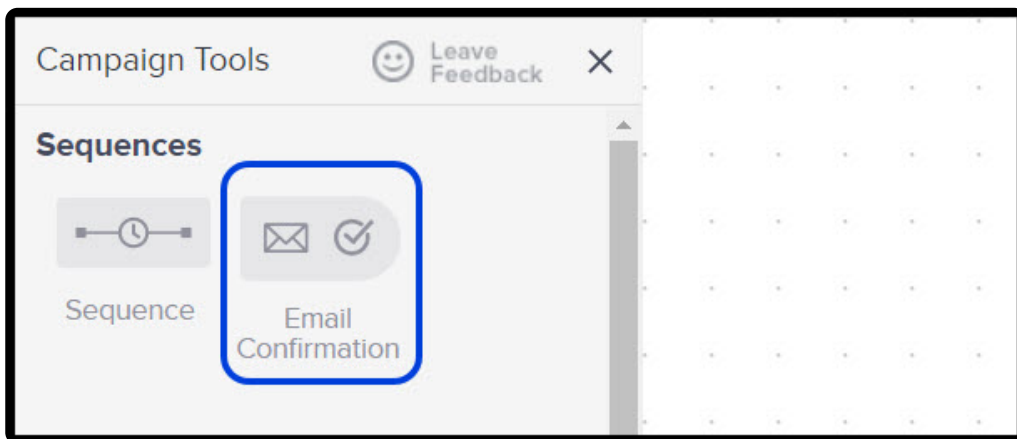 Campaign Tools
Leave
Feedback
Sequences
Sequence
Email
Confirmation